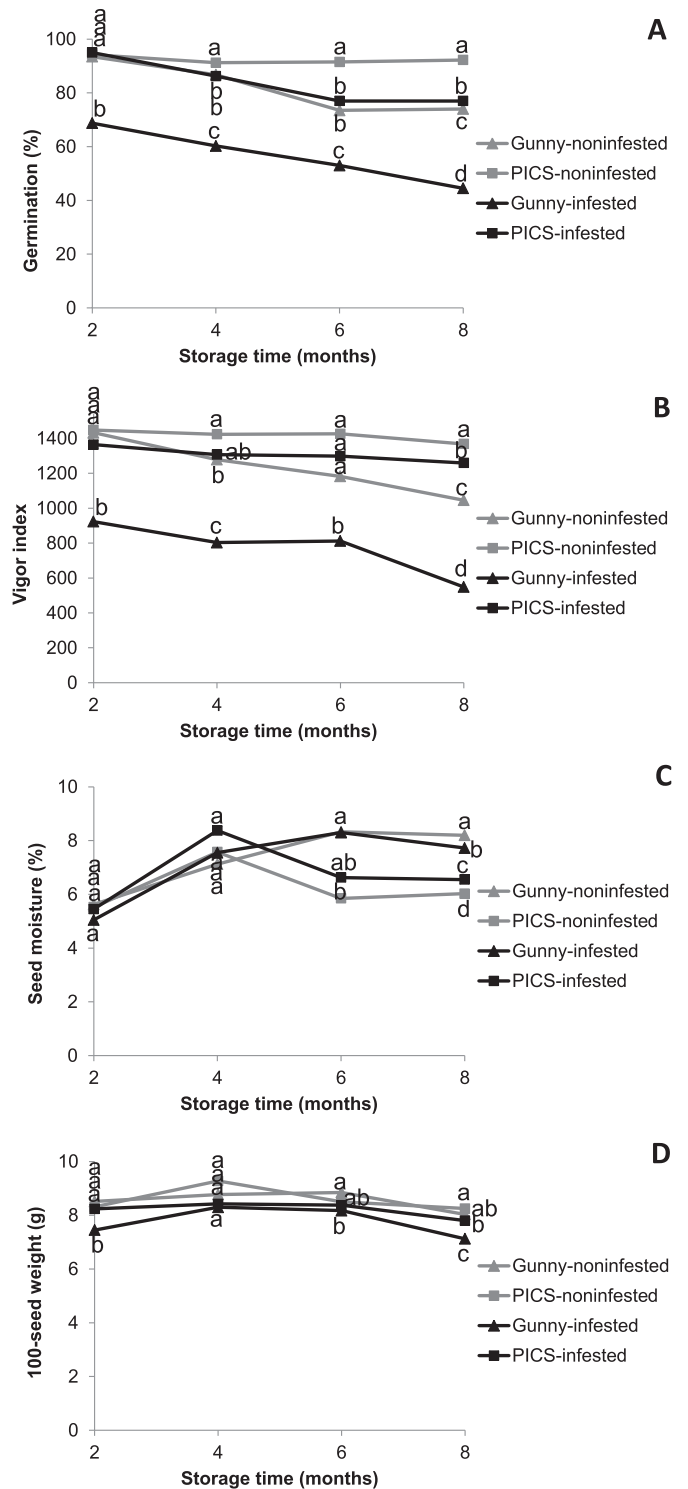 A
a
a
a
b
a
b
b
c
a
b
b
c
a
b
c
d
100
80
60
40
20
0
Germination (%)
2 4 6 8
Storage time (months)
Gunny-noninfested
PICS-noninfested
Gunny-infested
PICS-infested
B
a
a
a
b
a
ab
b
c
a
a
a
b
a
b
c
d
1400
1200
1000
800
600
400
200
0
Vigor index
2 4 6 8
Storage time (months)
Gunny-noninfested
PICS-noninfested
Gunny-infested
PICS-infested
C
a
a
a
a
a
a
a
a
a
ab
b
a
b
c
d
10
8
6
4
2
0
Seed moisture (%)
2 4 6 8
Storage time (months)
Gunny-noninfested
PICS-noninfested
Gunny-infested
PICS-infested
D
a
a
a
b
a
a
a
a
a
ab
b
a
ab
b
c
10
8
6
4
2
0
100-seed weight (g)
2 4 6 8
Storage time (months)
Gunny-noninfested
PICS-noninfested
Gunny-infested
PICS-infested